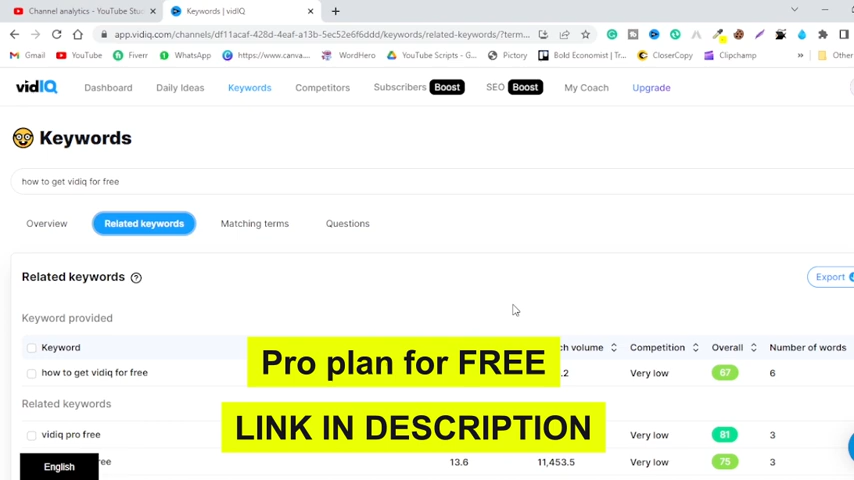 Channel analytics - YouTube Stu
Keywords | vidIQ
app.vidiq.com/channels/df11acaf-428d-4eaf-a13b-5ec52e6f6ddd/keywords/related-keywords/?term...
Gmail YouTube Fiverr WhatsApp https://www.canva.... WordHero YouTube Scripts - G... Pictory Bold Economist | Tr... CloserCopy Clipchamp » Other
vidIQ Dashboard Daily Ideas Keywords Competitors Subscribers Boost SEO Boost My Coach Upgrade
Keywords
how to get vidiq for free
Overview Related keywords Matching terms Questions
Related keywords
Export
Keyword provided
Keyword volume Competition Overall Number of words
how to get vidiq for free .2 Very low 67 6
Pro plan for FREE
Related keywords
LINK IN DESCRIPTION
vidiq pro free Very low 81 3
free 13.6 11,453.5 Very low 75 3
English